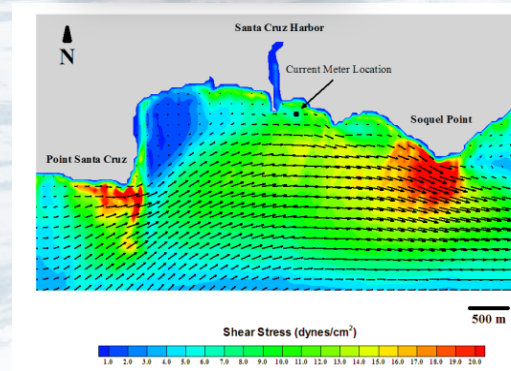 Santa Cruz Harbor
N
Current Meter Location
Soquel Point
Point Santa Cruz
500 m
Shear Stress (dynes/cm²)
1.0 2.0 3.0 4.0 5.0 6.0 7.0 8.0 9.0 10.0 11.0 12.0 13.0 14.0 15.0 16.0 17.0 18.0 19.0 20.0